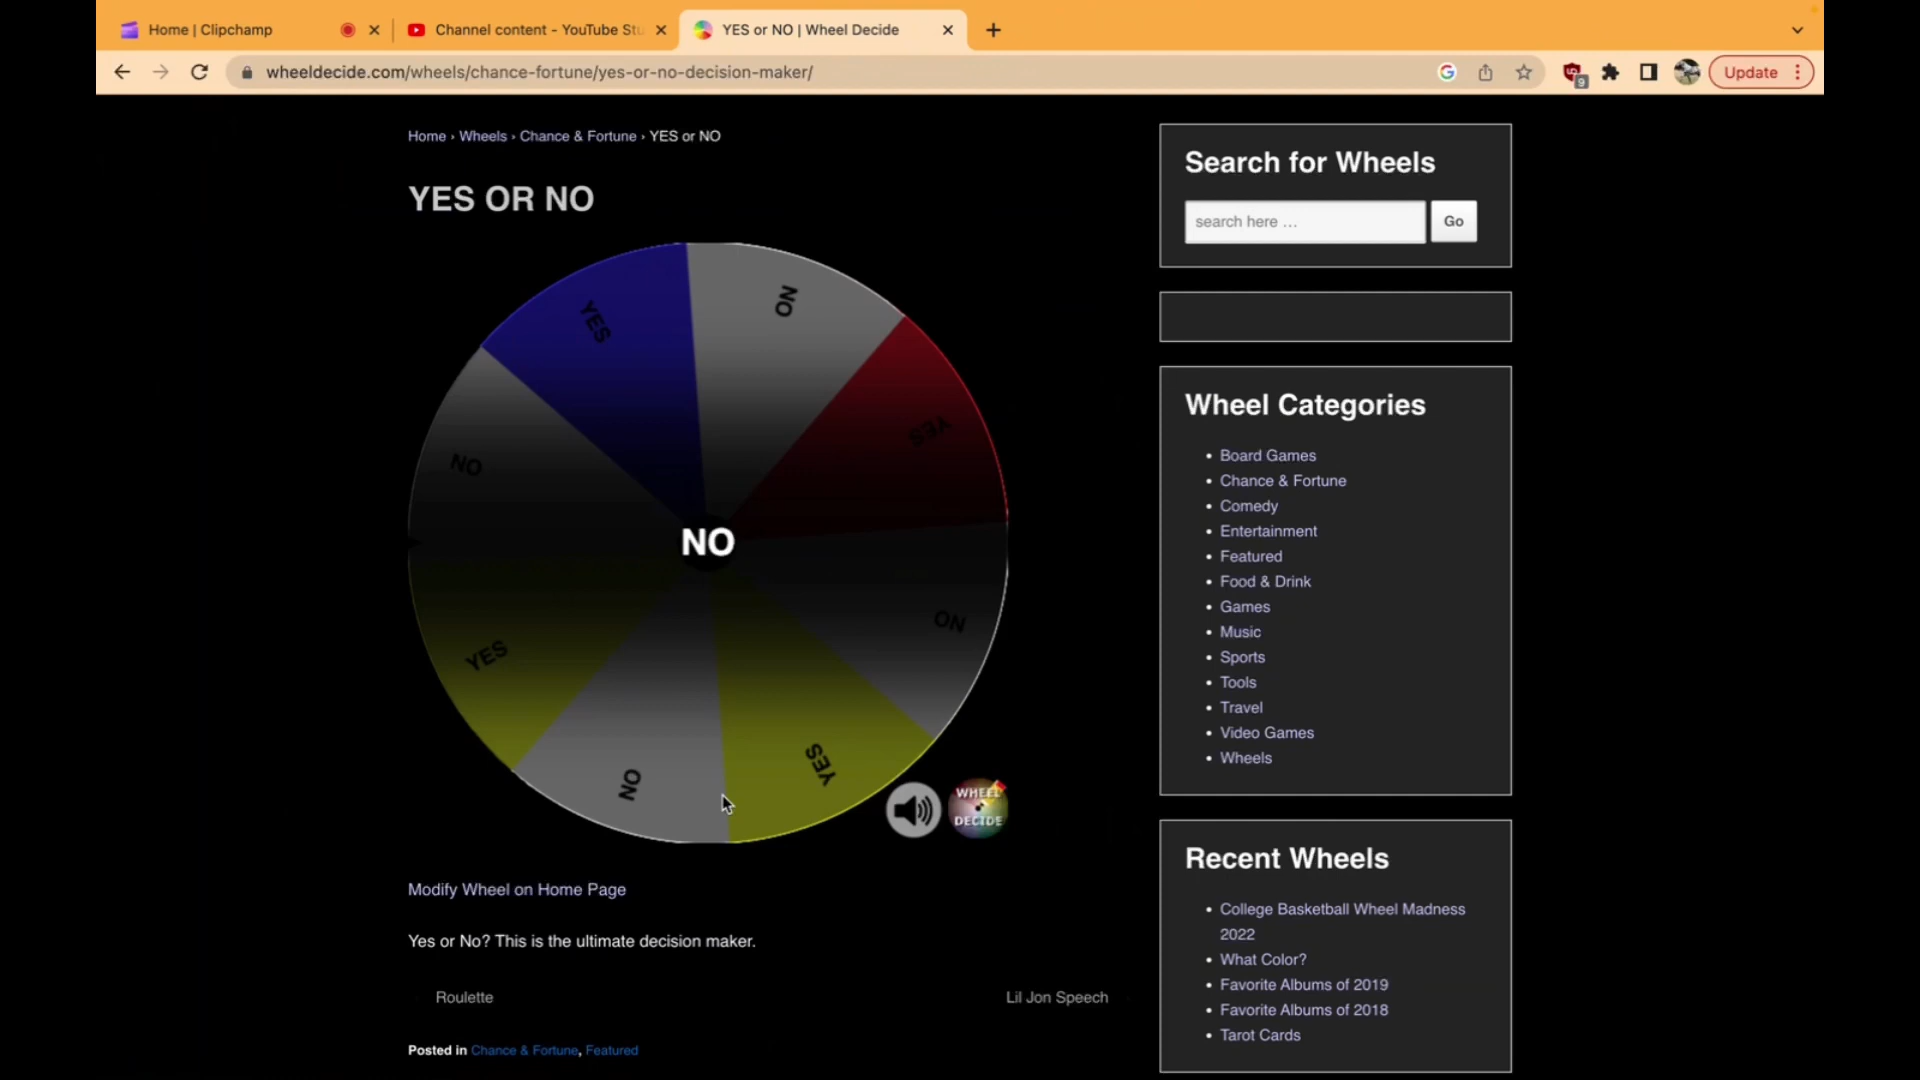 Home | Clipchamp
Channel content - YouTube Stu
YES or NO | Wheel Decide
wheeldecide.com/wheels/chance-fortune/yes-or-no-decision-maker/
9
Update
Home › Wheels › Chance & Fortune › YES or NO
YES OR NO
YES
NO
YES
NO
YES
NO
YES
NO
NO
WHEEL
DECIDE
Modify Wheel on Home Page
Yes or No? This is the ultimate decision maker.
Roulette
Lil Jon Speech
Posted in Chance & Fortune, Featured
Search for Wheels
search here ...
Go
Wheel Categories
• Board Games
• Chance & Fortune
• Comedy
• Entertainment
• Featured
• Food & Drink
• Games
• Music
• Sports
• Tools
• Travel
• Video Games
• Wheels
Recent Wheels
• College Basketball Wheel Madness
2022
• What Color?
• Favorite Albums of 2019
• Favorite Albums of 2018
• Tarot Cards